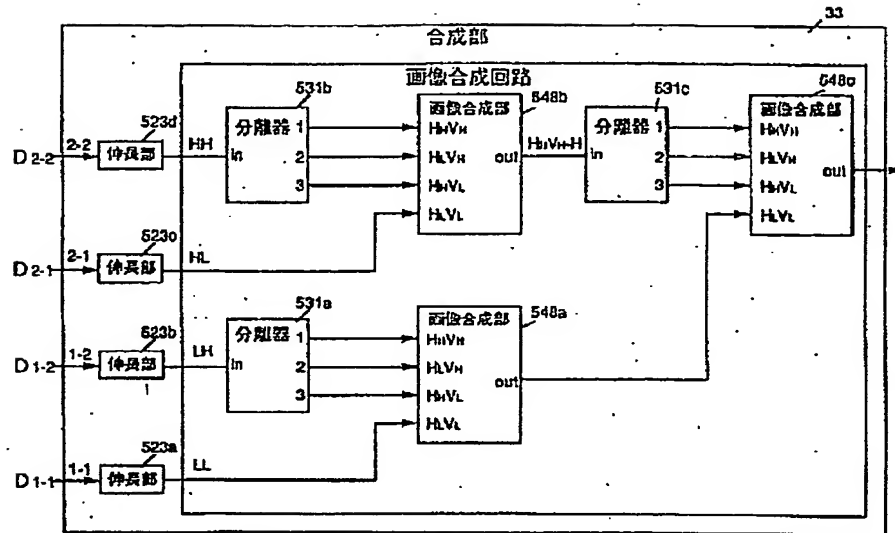 33
合成部
画像合成回路
D2-2
2-2
523d
伸長部
HH
531b
分離器
in
1
2
3
画像合成部
548b
HHVH
HLVH
HHVL
HLVL
out
HHVH+H
531c
分離器
in
1
2
3
画像合成部
HHVH
HLVH
HHVL
HLVL
out
D2-1
2-1
523c
伸長部
HL
D1-2
1-2
523b
伸長部
LH
531a
分離器
in
1
2
3
画像合成部
548a
HHVH
HLVH
HHVL
HLVL
out
D1-1
1-1
523a
伸長部
LL